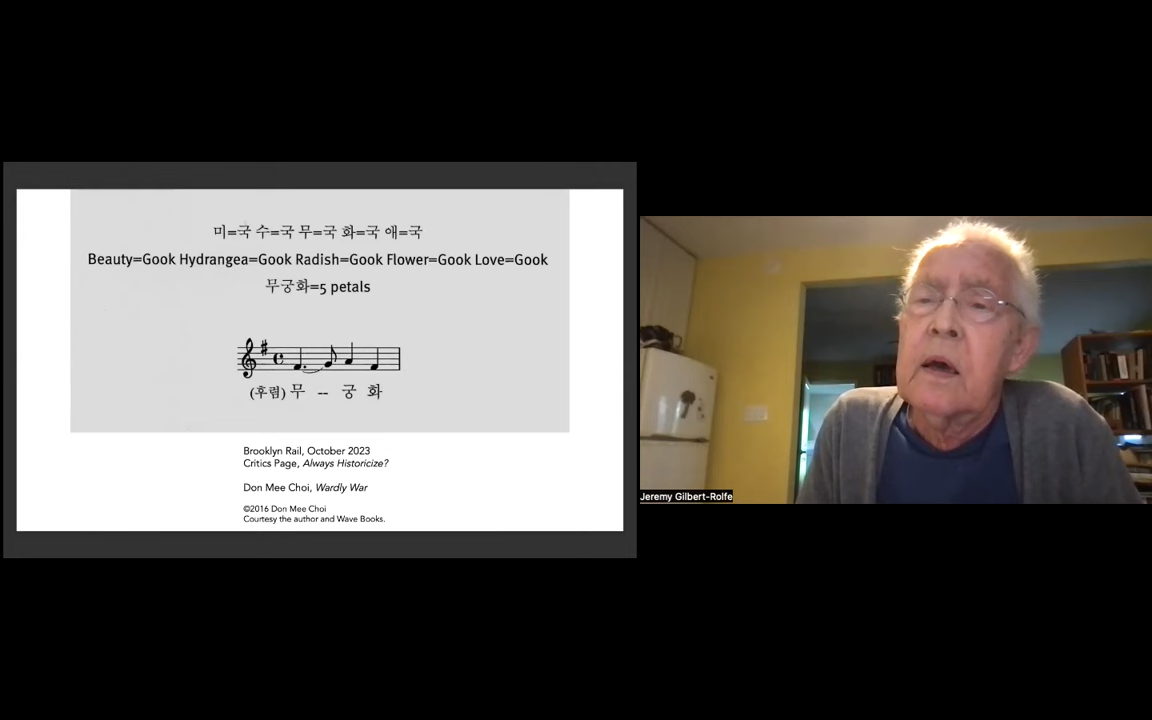 미=국 수=국 무=국 화=국 애=국
Beauty=Gook Hydrangea=Gook Radish=Gook Flower=Gook Love=Gook
무궁화=5 petals
(후렴) 무 -- 궁 화
Brooklyn Rail, October 2023
Critics Page, Always Historicize?
Don Mee Choi, Wardly War
©2016 Don Mee Choi
Courtesy the author and Wave Books.
Jeremy Gilbert-Rolfe